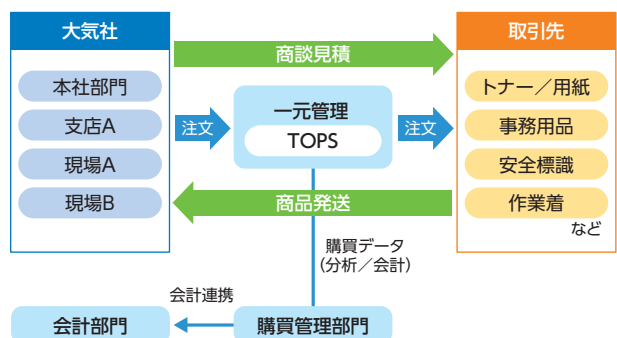 大気社
取引先
商談見積
本社部門
支店A
現場A
現場B
注文
一元管理
TOPS
注文
トナー／用紙
事務用品
安全標識
作業着
など
商品発送
購買データ
(分析／会計)
会計連携
会計部門
購買管理部門